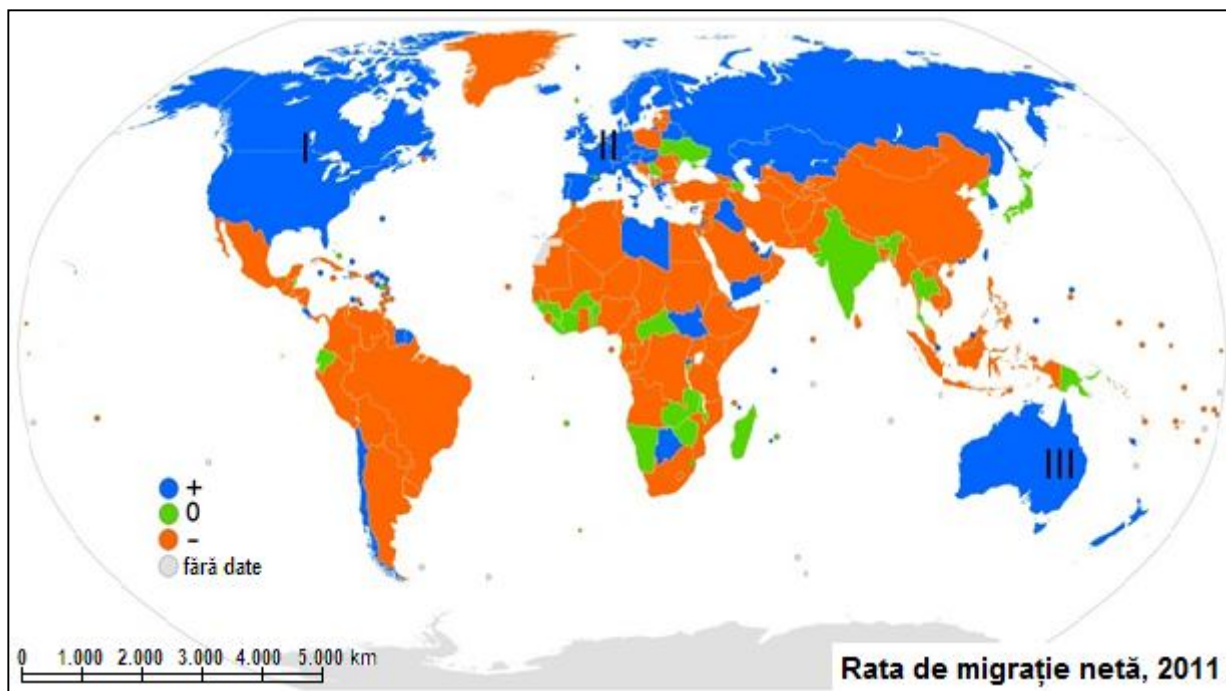 I
II
III
+
0
–
fără date
0 1.000 2.000 3.000 4.000 5.000 km
Rata de migrație netă, 2011